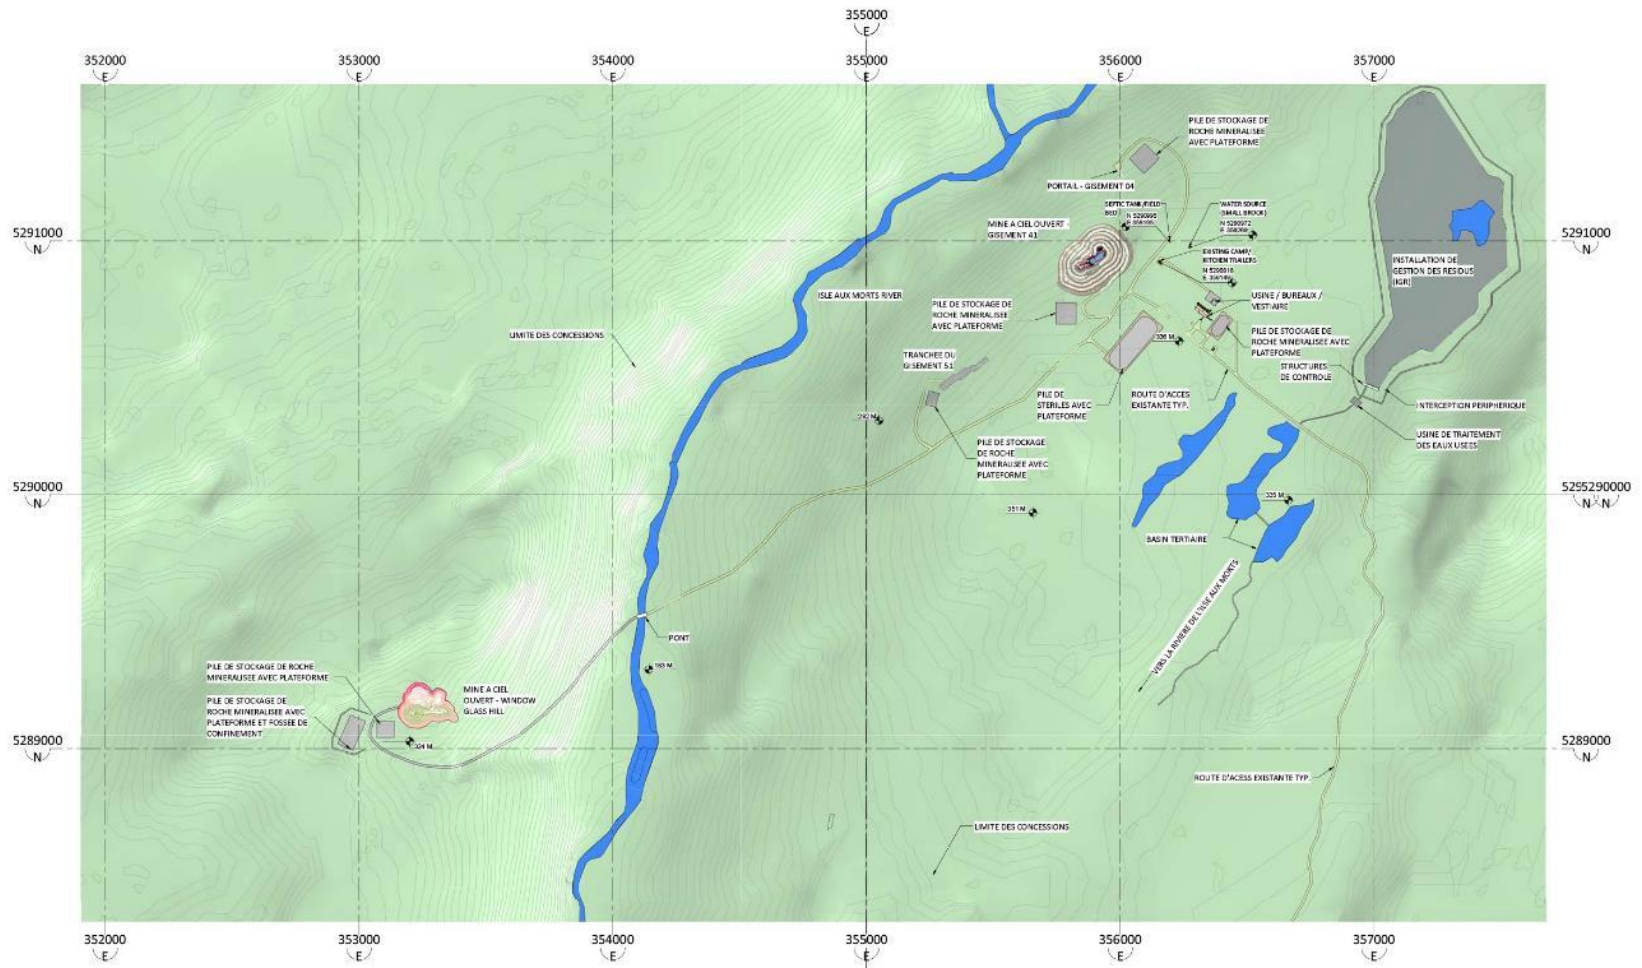 355000
E
352000
E
353000
E
354000
E
355000
E
356000
E
357000
E
PILE DE STOCKAGE DE
ROCHE MINERALISEE
AVEC PLATEFORME
PORTAIL - GISEMENT 04
SEPTIC TANK/FIELD
BED
WATER SOURCE
(SMALL BROOK)
MINE A CIEL OUVERT -
GISEMENT 41
5291000
N
5291000
N
EXISTING CAMP/
KITCHEN TRAILERS
INSTALLATION DE
GESTION DES RESIDUS
(IGR)
ISLE AUX MORTS RIVER
USINE / BUREAUX /
VESTIAIRE
PILE DE STOCKAGE DE
ROCHE MINERALISEE
AVEC PLATEFORME
LIMITE DES CONCESSIONS
PILE DE STOCKAGE DE
ROCHE MINERALISEE AVEC
PLATEFORME
336 M
TRANCHEE DU
GISEMENT 51
STRUCTURES
DE CONTROLE
PILE DE
STERILES AVEC
PLATEFORME
ROUTE D'ACCES
EXISTANTE TYP.
INTERCEPTION PERIPHERIQUE
USINE DE TRAITEMENT
DES EAUX USEES
PILE DE STOCKAGE
DE ROCHE
MINERALISEE AVEC
PLATEFORME
5290000
N
5295290000
N N
335 M
351 M
BASIN TERTIAIRE
VERS LA RIVIERE DE L'ILSE AUX MORTS
PONT
183 M
PILE DE STOCKAGE DE ROCHE
MINERALISEE AVEC PLATEFORME
MINE A CIEL
OUVERT - WINDOW
GLASS HILL
PILE DE STOCKAGE DE
ROCHE MINERALISEE AVEC
PLATEFORME ET FOSSEE DE
CONFINEMENT
324 M
5289000
N
5289000
N
ROUTE D'ACESS EXISTANTE TYP.
LIMITE DES CONCESSIONS
352000
E
353000
E
354000
E
355000
E
356000
E
357000
E